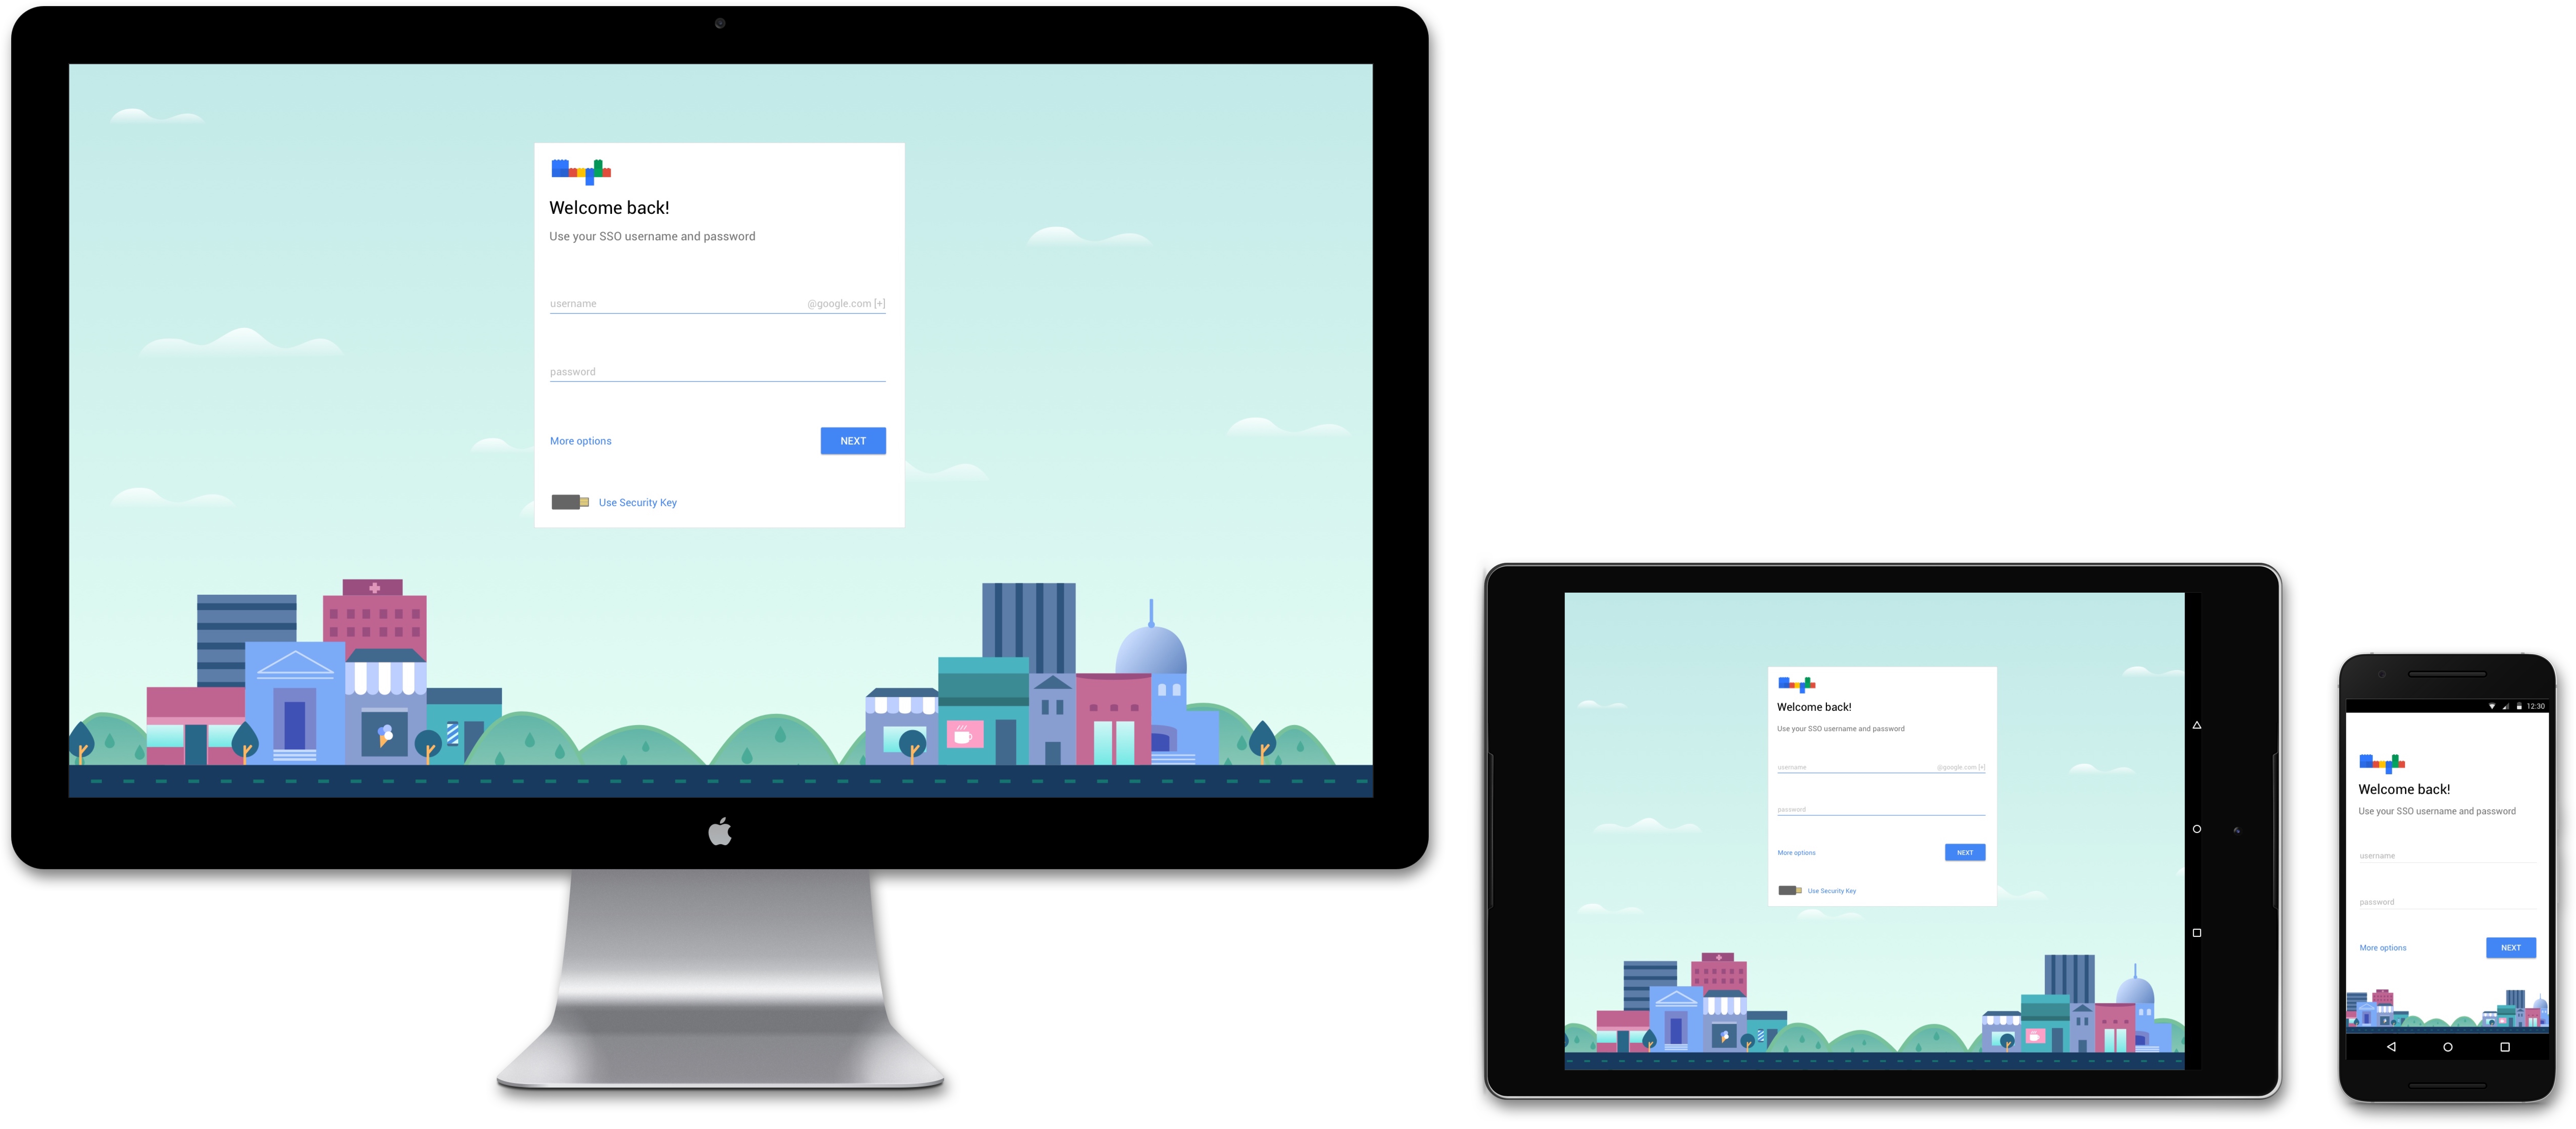 Welcome back!
Use your SSO username and password
username @google.com [+]
password
More options NEXT
Use Security Key
Welcome back!
Use your SSO username and password
username @google.com [+]
password
More options NEXT
Use Security Key
12:30
Welcome back!
Use your SSO username and password
username
password
More options NEXT